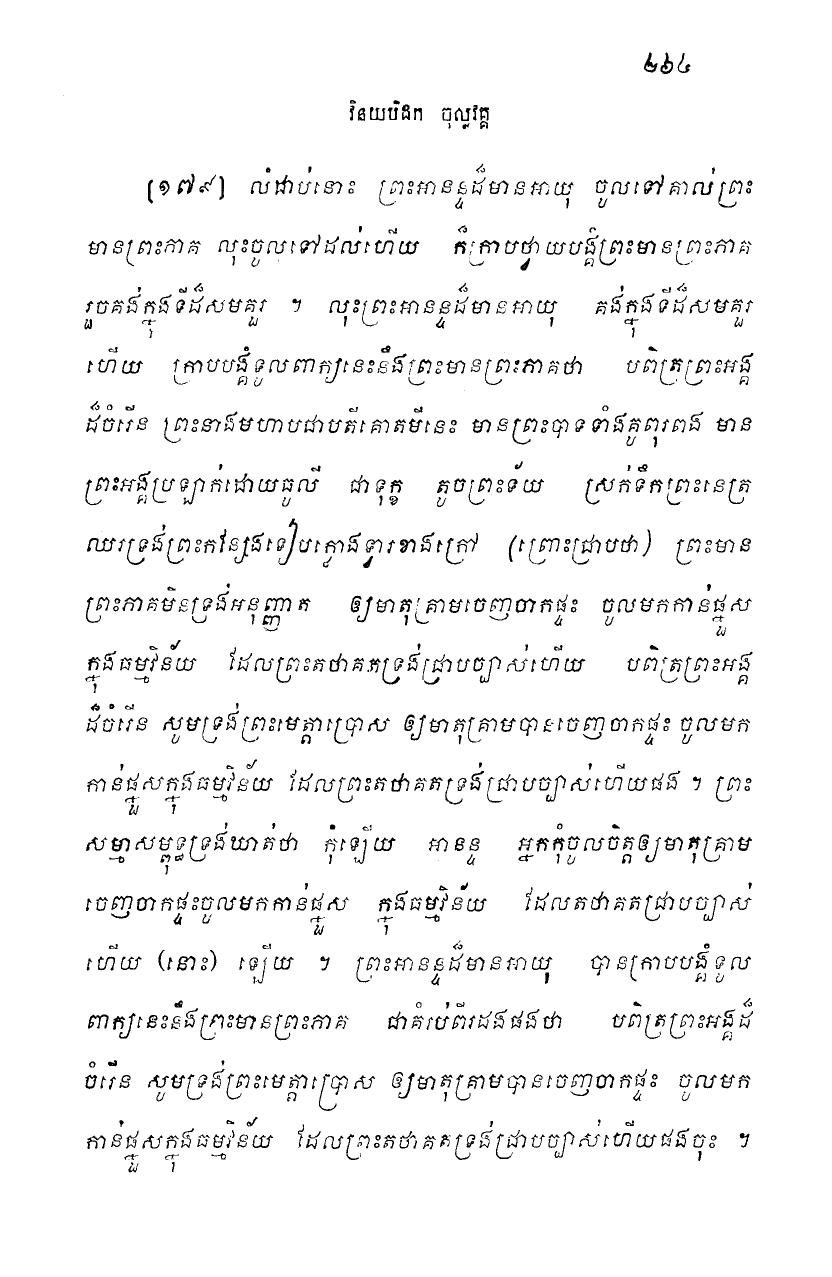 ២៦៤
វិនយបិដក ចុល្លវគ្គ
[១៧៩] លំដាប់នោះ ព្រះអានន្ទដ៏មានអាយុ ចូលទៅគាល់ព្រះ
មានព្រះភាគ លុះចូលទៅដល់ហើយ ក៏ក្រាបថ្វាយបង្គំព្រះមានព្រះភាគ
រួចគង់ក្នុងទីដ៏សមគួរ ។ លុះព្រះអានន្ទដ៏មានអាយុ គង់ក្នុងទីដ៏សមគួរ
ហើយ ក្រាបបង្គំទូលពាក្យនេះនឹងព្រះមានព្រះភាគថា បពិត្រព្រះអង្គ
ដ៏ចំរើន ព្រះនាងមហាបជាបតីគោតមីនេះ មានព្រះបាទទាំងគូពុរពង មាន
ព្រះអង្គប្រឡាក់ដោយធូលី ជាទុក្ខ តូចព្រះទ័យ ស្រក់ទឹកព្រះនេត្រ
ឈរទ្រង់ព្រះកន្សែងទៀបក្លោងទ្វារខាងក្រៅ (ព្រោះជ្រាបថា) ព្រះមាន
ព្រះភាគមិនទ្រង់អនុញ្ញាត ឲ្យមាតុគ្រាមចេញចាកផ្ទះ ចូលមកកាន់ផ្នួស
ក្នុងធម្មវិន័យ ដែលព្រះតថាគតទ្រង់ជ្រាបច្បាស់ហើយ បពិត្រព្រះអង្គ
ដ៏ចំរើន សូមទ្រង់ព្រះមេត្តាប្រោស ឲ្យមាតុគ្រាមបានចេញចាកផ្ទះ ចូលមក
កាន់ផ្នួសក្នុងធម្មវិន័យ ដែលព្រះតថាគតទ្រង់ជ្រាបច្បាស់ហើយផង ។ ព្រះ
សម្មាសម្ពុទ្ធទ្រង់ឃាត់ថា កុំឡើយ អានន្ទ អ្នកកុំចូលចិត្តឲ្យមាតុគ្រាម
ចេញចាកផ្ទះចូលមកកាន់ផ្នួស ក្នុងធម្មវិន័យ ដែលតថាគតជ្រាបច្បាស់
ហើយ (នោះ) ឡើយ ។ ព្រះអានន្ទដ៏មានអាយុ បានក្រាបបង្គំទូល
ពាក្យនេះនឹងព្រះមានព្រះភាគ ជាគំរប់ពីរដងផងថា បពិត្រព្រះអង្គដ៏
ចំរើន សូមទ្រង់ព្រះមេត្តាប្រោស ឲ្យមាតុគ្រាមបានចេញចាកផ្ទះ ចូលមក
កាន់ផ្នួសក្នុងធម្មវិន័យ ដែលព្រះតថាគតទ្រង់ជ្រាបច្បាស់ហើយផងចុះ ។